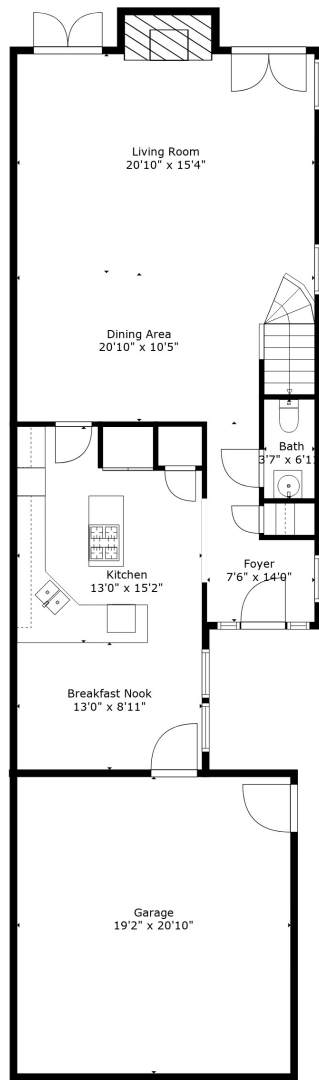 Living Room
20'10" x 15'4"
Dining Area
20'10" x 10'5"
Bath
3'7" x 6'11
Foyer
7'6" x 14'0"
Kitchen
13'0" x 15'2"
Breakfast Nook
13'0" x 8'11"
Garage
19'2" x 20'10"